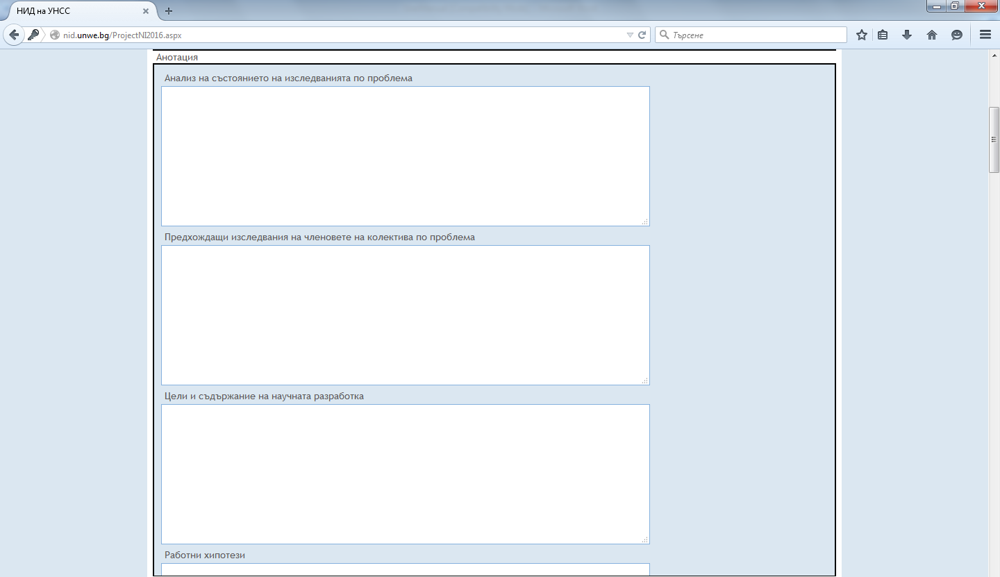 НИД на УНСС
nid.unwe.bg/ProjectNI2016.aspx
Търсене
Анотация
Анализ на състоянието на изследванията по проблема
Предхождащи изследвания на членовете на колектива по проблема
Цели и съдържание на научната разработка
Работни хипотези